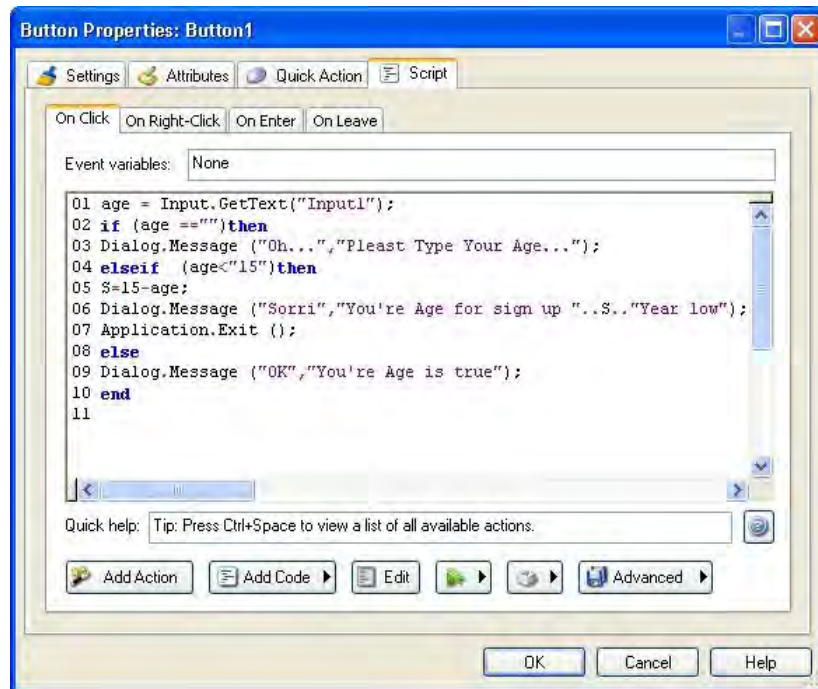 Button Properties: Button1
Settings Attributes Quick Action Script
On Click On Right-Click On Enter On Leave
Event variables: None
01 age = Input.GetText("Input1");
02 if (age =="")then
03 Dialog.Message ("Oh...","Pleast Type Your Age...");
04 elseif (age<"15")then
05 S=15-age;
06 Dialog.Message ("Sorri","You're Age for sign up "..S.."Year low");
07 Application.Exit ();
08 else
09 Dialog.Message ("OK","You're Age is true");
10 end
11
Quick help: Tip: Press Ctrl+Space to view a list of all available actions.
Add Action Add Code Edit Advanced
OK Cancel Help